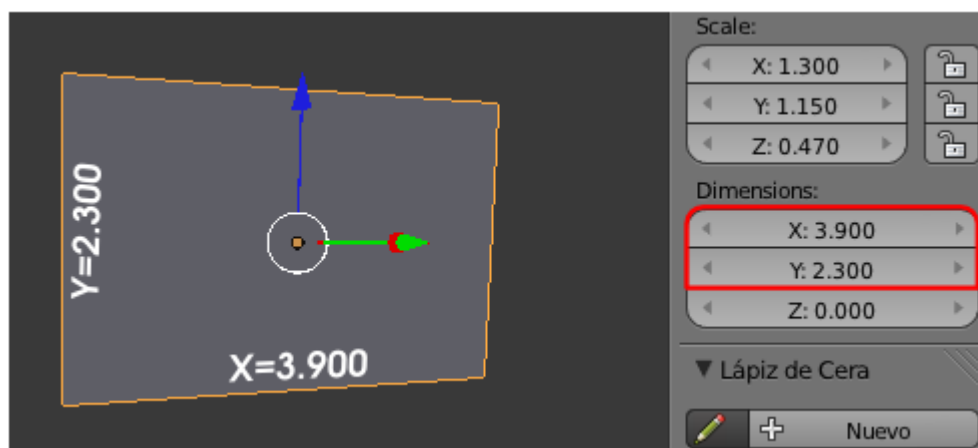 Scale:
X: 1.300
Y: 1.150
Z: 0.470
Dimensions:
X: 3.900
Y: 2.300
Z: 0.000
Lápiz de Cera
Nuevo
Y=2.300
X=3.900